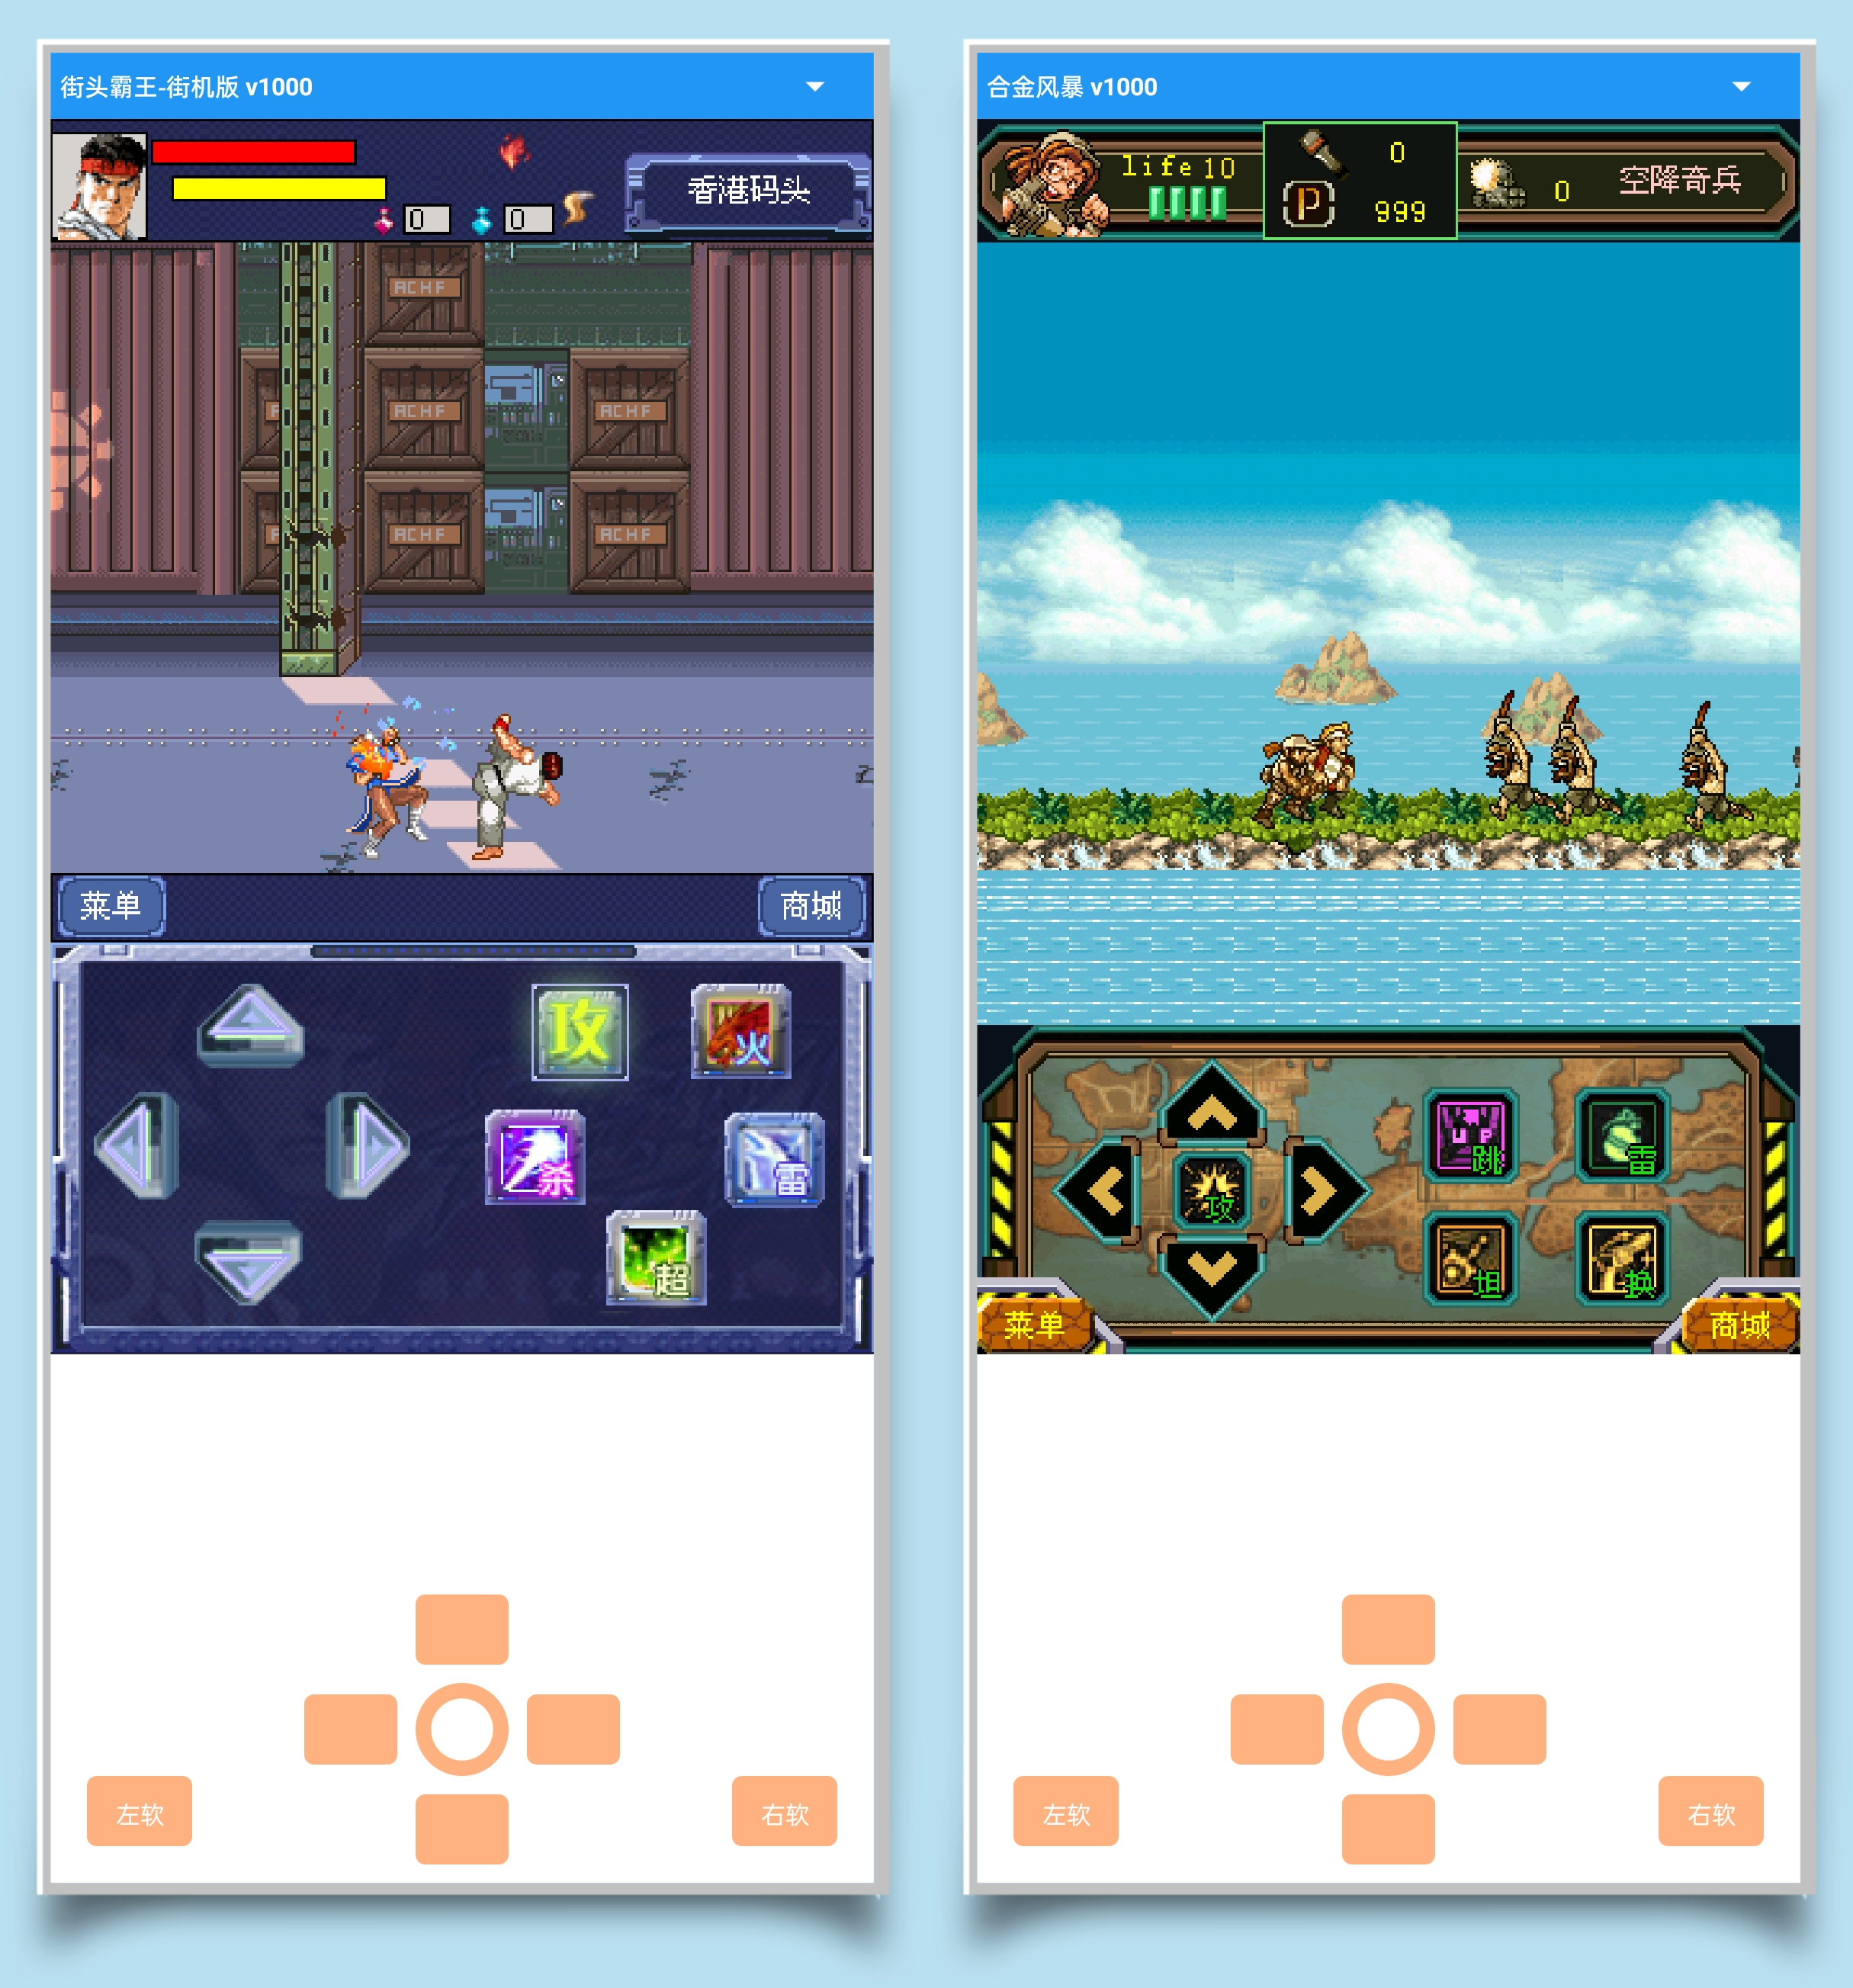 街头霸王-街机版 v1000
0
0
香港码头
ACHF
ACHF
ACHF
ACHF
ACHF
菜单
商城
攻
火
杀
雷
超
左软
右软
合金风暴 v1000
life 10
0
P
999
0
空降奇兵
UP
跳
雷
攻
坦
换
菜单
商城
左软
右软